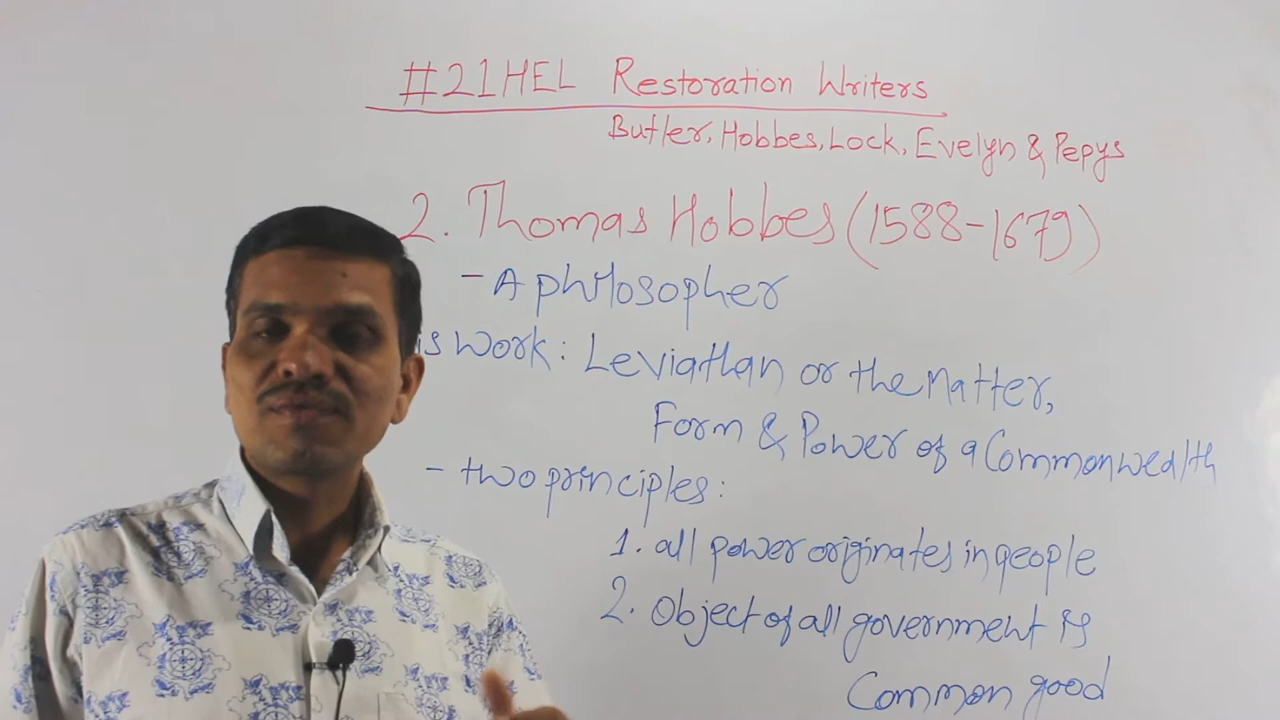 #21HEL Restoration Writers
Butler, Hobbes, Lock, Evelyn & Pepys
2. Thomas Hobbes (1588-1679)
- A philosopher
is work: Leviathan or the Matter,
Form & Power of a Commonwealth
- two principles:
1. all power originates in people
2. Object of all government is
Common good